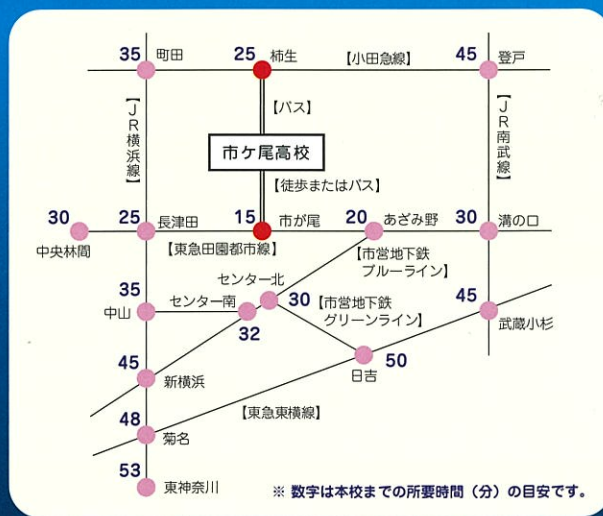 35 町田
25 柿生
【小田急線】
45 登戸
【JR横浜線】
【バス】
【JR南武線】
市ケ尾高校
【徒歩またはバス】
30 中央林間
25 長津田
15 市が尾
20 あざみ野
30 溝の口
【東急田園都市線】
【市営地下鉄
ブルーライン】
センター北
30
【市営地下鉄
グリーンライン】
35 中山
センター南
32
45 武蔵小杉
50
日吉
45 新横浜
【東急東横線】
48 菊名
53 東神奈川
※ 数字は本校までの所要時間（分）の目安です。